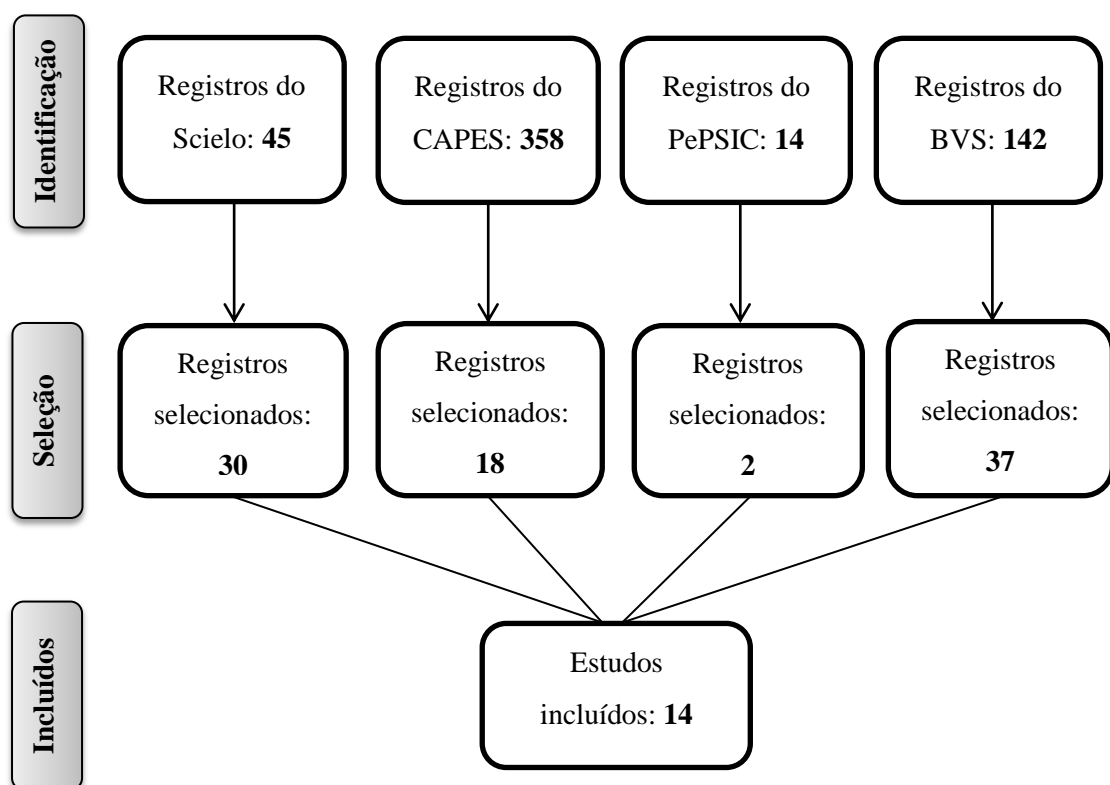 Identificação
Registros do
Scielo: 45
Registros do
CAPES: 358
Registros do
PePSIC: 14
Registros do
BVS: 142
Seleção
Registros
selecionados:
30
Registros
selecionados:
18
Registros
selecionados:
2
Registros
selecionados:
37
Incluídos
Estudos
incluídos: 14